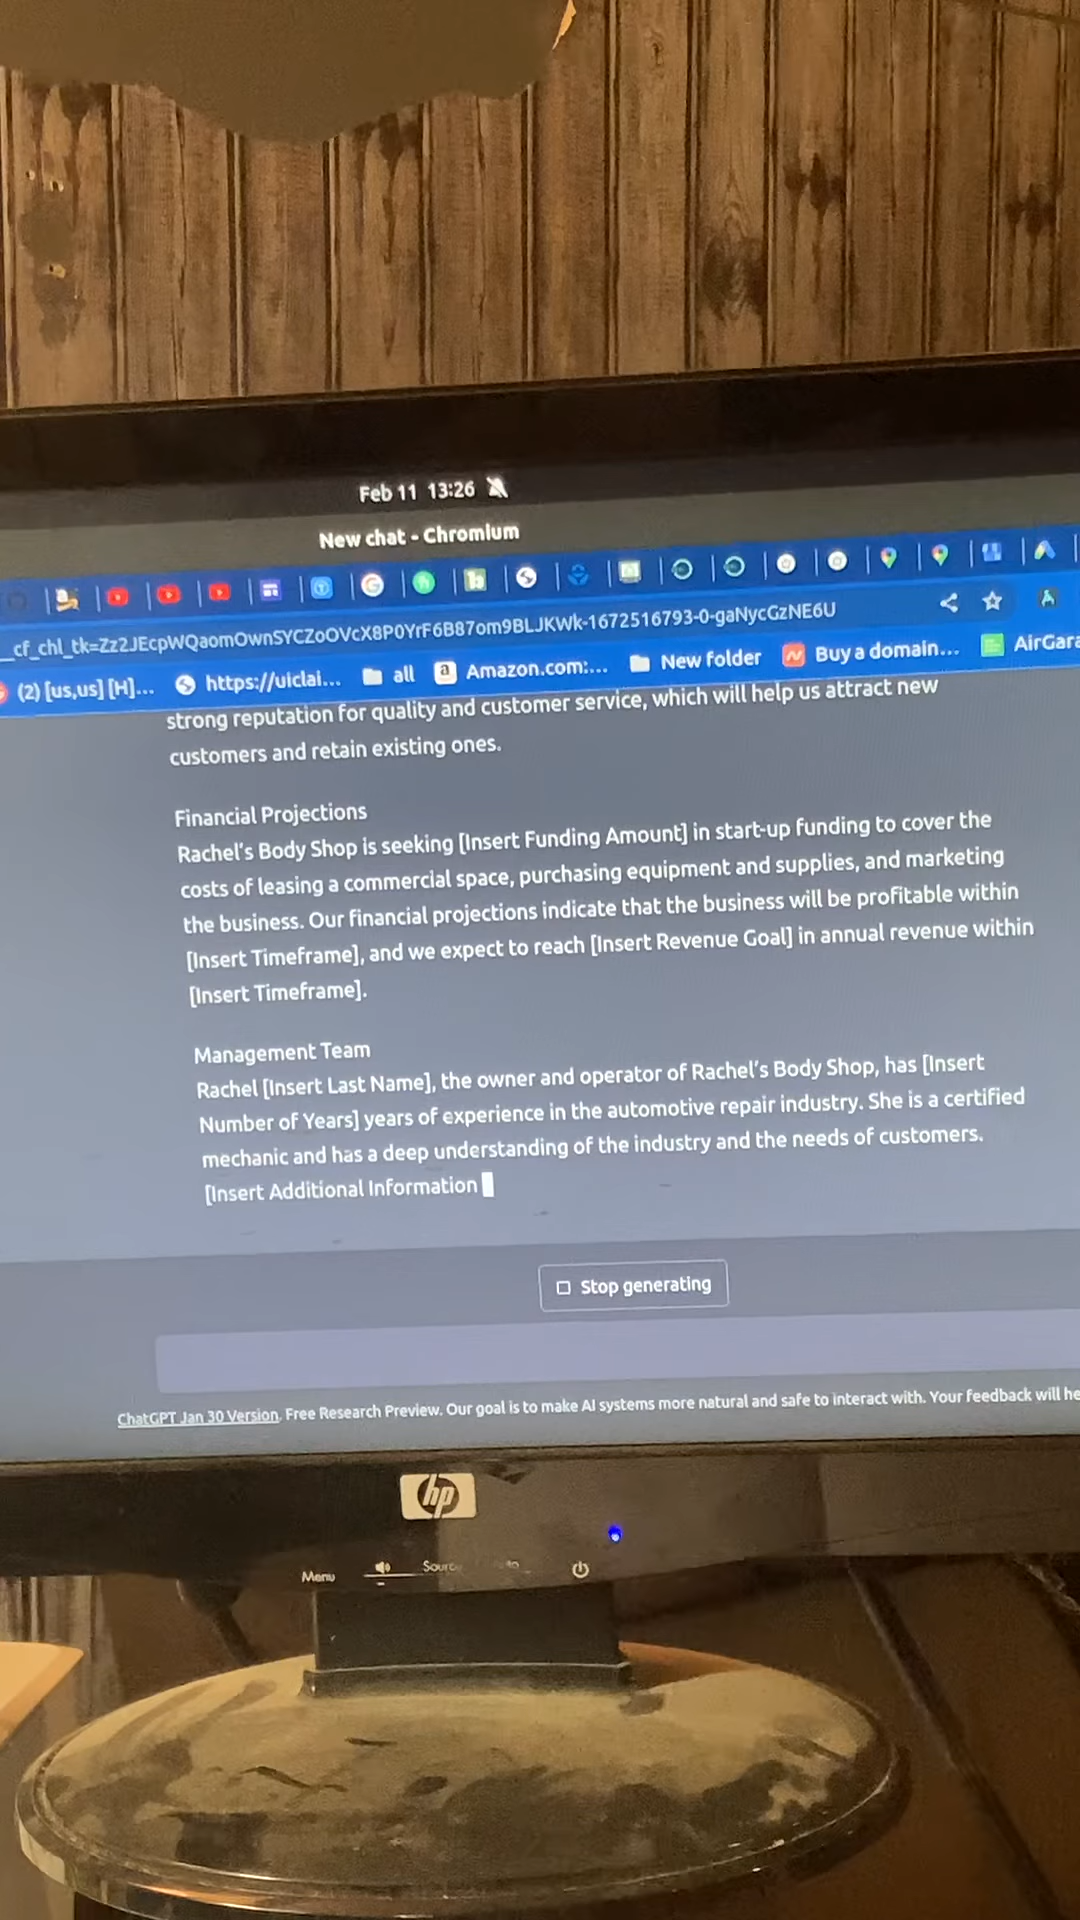 Feb 11 13:26
New chat - Chromium
_cf_chl_tk=Zz2JEcpWQaomOwnSYCZoOVcX8P0YrF6B87om9BLJKWk-1672516793-0-gaNycGzNE6U
(2) [us,us] [H]... https://uiclai... all Amazon.com:... New folder Buy a domain... AirGara
strong reputation for quality and customer service, which will help us attract new
customers and retain existing ones.
Financial Projections
Rachel's Body Shop is seeking [Insert Funding Amount] in start-up funding to cover the
costs of leasing a commercial space, purchasing equipment and supplies, and marketing
the business. Our financial projections indicate that the business will be profitable within
[Insert Timeframe], and we expect to reach [Insert Revenue Goal] in annual revenue within
[Insert Timeframe].
Management Team
Rachel [Insert Last Name], the owner and operator of Rachel's Body Shop, has [Insert
Number of Years] years of experience in the automotive repair industry. She is a certified
mechanic and has a deep understanding of the industry and the needs of customers.
[Insert Additional Information
Stop generating
ChatGPT Jan 30 Version. Free Research Preview. Our goal is to make AI systems more natural and safe to interact with. Your feedback will he
hp
Menu Source